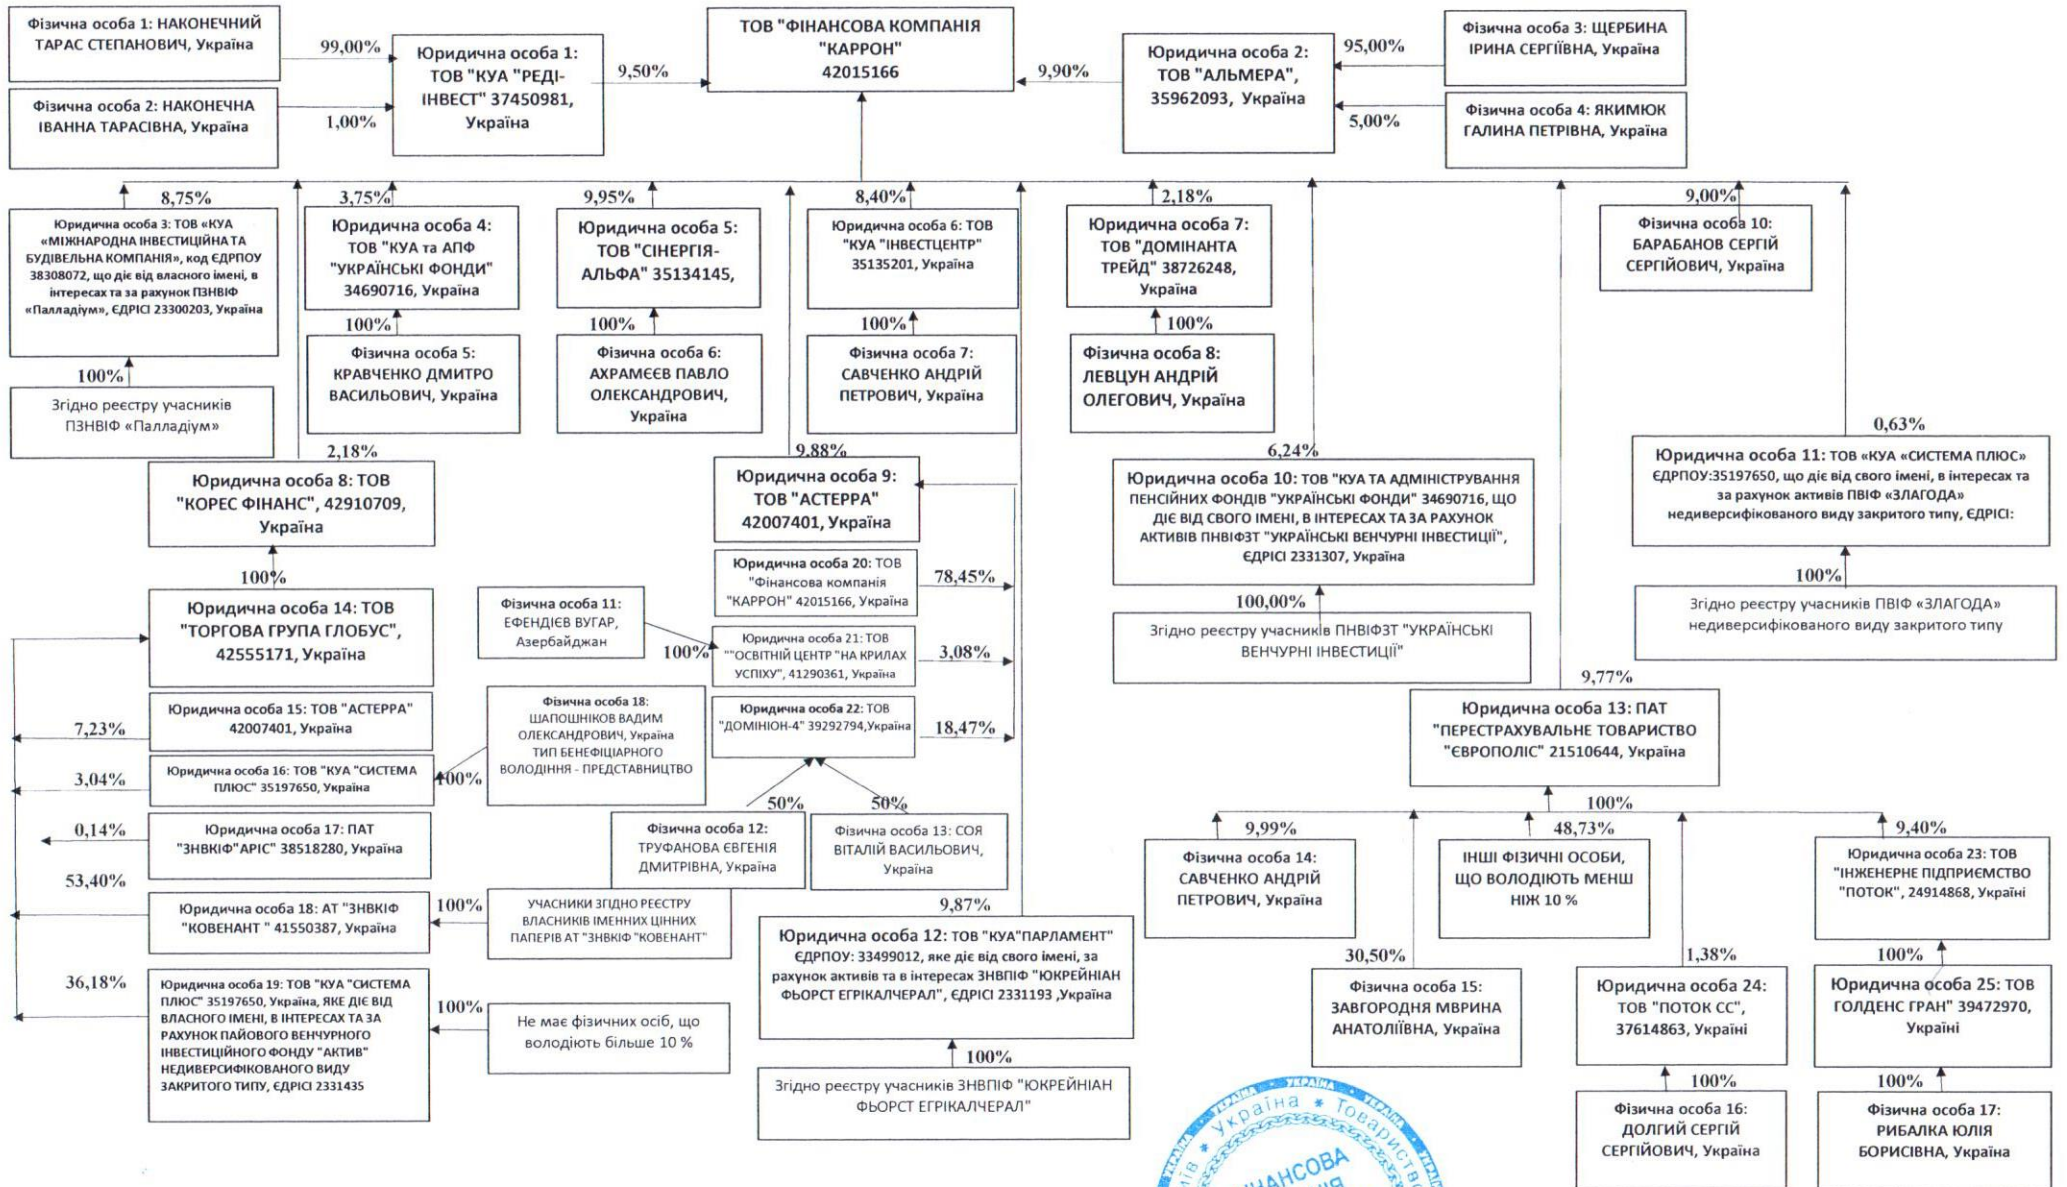 Фізична особа 1: НАКОНЕЧНИЙ
ТАРАС СТЕПАНОВИЧ, Україна
99,00%
Фізична особа 2: НАКОНЕЧНА
ІВАННА ТАРАСІВНА, Україна
1,00%
Юридична особа 1:
ТОВ "КУА "РЕДІ-
ІНВЕСТ" 37450981,
Україна
9,50%
ТОВ "ФІНАНСОВА КОМПАНІЯ
"КАРРОН"
42015166
9,90%
Юридична особа 2:
ТОВ "АЛЬМЕРА",
35962093, Україна
95,00%
5,00%
Фізична особа 3: ЩЕРБИНА
ІРИНА СЕРГІЇВНА, Україна
Фізична особа 4: ЯКИМЮК
ГАЛИНА ПЕТРІВНА, Україна
8,75%
Юридична особа 3: ТОВ «КУА
«МІЖНАРОДНА ІНВЕСТИЦІЙНА ТА
БУДІВЕЛЬНА КОМПАНІЯ», код ЄДРПОУ
38308072, що діє від власного імені, в
інтересах та за рахунок ПЗНВІФ
«Палладіум», ЄДРІСІ 23300203, Україна
100%
Згідно реєстру учасників
ПЗНВІФ «Палладіум»
3,75%
Юридична особа 4:
ТОВ "КУА та АПФ
"УКРАЇНСЬКІ ФОНДИ"
34690716, Україна
100%
Фізична особа 5:
КРАВЧЕНКО ДМИТРО
ВАСИЛЬОВИЧ, Україна
9,95%
Юридична особа 5:
ТОВ "СІНЕРГІЯ-
АЛЬФА" 35134145,
100%
Фізична особа 6:
АХРАМЄЄВ ПАВЛО
ОЛЕКСАНДРОВИЧ,
Україна
8,40%
Юридична особа 6: ТОВ
"КУА "ІНВЕСТЦЕНТР"
35135201, Україна
100%
Фізична особа 7:
САВЧЕНКО АНДРІЙ
ПЕТРОВИЧ, Україна
2,18%
Юридична особа 7:
ТОВ "ДОМІНАНТА
ТРЕЙД" 38726248,
Україна
100%
Фізична особа 8:
ЛЕВЦУН АНДРІЙ
ОЛЕГОВИЧ, Україна
9,00%
Фізична особа 10:
БАРАБАНОВ СЕРГІЙ
СЕРГІЙОВИЧ, Україна
2,18%
Юридична особа 8: ТОВ
"КОРЕС ФІНАНС", 42910709,
Україна
100%
Юридична особа 14: ТОВ
"ТОРГОВА ГРУПА ГЛОБУС",
42555171, Україна
7,23%
Юридична особа 15: ТОВ "АСТЕРРА"
42007401, Україна
3,04%
Юридична особа 16: ТОВ "КУА "СИСТЕМА
ПЛЮС" 35197650, Україна
100%
0,14%
Юридична особа 17: ПАТ
"ЗНВКІФ"АРІС" 38518280, Україна
53,40%
Юридична особа 18: АТ "ЗНВКІФ
"КОВЕНАНТ " 41550387, Україна
100%
УЧАСНИКИ ЗГІДНО РЕЄСТРУ
ВЛАСНИКІВ ІМЕННИХ ЦІННИХ
ПАПЕРІВ АТ "ЗНВКІФ "КОВЕНАНТ"
36,18%
Юридична особа 19: ТОВ "КУА "СИСТЕМА
ПЛЮС" 35197650, Україна, ЯКЕ ДІЄ ВІД
ВЛАСНОГО ІМЕНІ, В ІНТЕРЕСАХ ТА ЗА
РАХУНОК ПАЙОВОГО ВЕНЧУРНОГО
ІНВЕСТИЦІЙНОГО ФОНДУ "АКТИВ"
НЕДИВЕРСИФІКОВАНОГО ВИДУ
ЗАКРИТОГО ТИПУ, ЄДРІСІ 2331435
100%
Не має фізичних осіб, що
володіють більше 10 %
9,88%
Юридична особа 9:
ТОВ "АСТЕРРА"
42007401, Україна
Юридична особа 20: ТОВ
"Фінансова компанія
"КАРРОН" 42015166, Україна
78,45%
Фізична особа 11:
ЕФЕНДІЄВ ВУГАР,
Азербайджан
100%
Юридична особа 21: ТОВ
""ОСВІТНІЙ ЦЕНТР "НА КРИЛАХ
УСПІХУ", 41290361, Україна
3,08%
Фізична особа 18:
ШАПОШНІКОВ ВАДИМ
ОЛЕКСАНДРОВИЧ, Україна
ТИП БЕНЕФІЦІАРНОГО
ВОЛОДІННЯ - ПРЕДСТАВНИЦТВО
Юридична особа 22: ТОВ
"ДОМІНІОН-4" 39292794,Україна
18,47%
50%
50%
Фізична особа 12:
ТРУФАНОВА ЄВГЕНІЯ
ДМИТРІВНА, Україна
Фізична особа 13: СОЯ
ВІТАЛІЙ ВАСИЛЬОВИЧ,
Україна
9,87%
Юридична особа 12: ТОВ "КУА"ПАРЛАМЕНТ"
ЄДРПОУ: 33499012, яке діє від свого імені, за
рахунок активів та в інтересах ЗНВПІФ "ЮКРЕЙНІАН
ФЬОРСТ ЕГРІКАЛЧЕРАЛ", ЄДРІСІ 2331193 ,Україна
100%
Згідно реєстру учасників ЗНВПІФ "ЮКРЕЙНІАН
ФЬОРСТ ЕГРІКАЛЧЕРАЛ"
6,24%
Юридична особа 10: ТОВ "КУА ТА АДМІНІСТРУВАННЯ
ПЕНСІЙНИХ ФОНДІВ "УКРАЇНСЬКІ ФОНДИ" 34690716, ЩО
ДІЄ ВІД СВОГО ІМЕНІ, В ІНТЕРЕСАХ ТА ЗА РАХУНОК
АКТИВІВ ПНВІФЗТ "УКРАЇНСЬКІ ВЕНЧУРНІ ІНВЕСТИЦІЇ",
ЄДРІСІ 2331307, Україна
100,00%
Згідно реєстру учасників ПНВІФЗТ "УКРАЇНСЬКІ
ВЕНЧУРНІ ІНВЕСТИЦІЇ"
0,63%
Юридична особа 11: ТОВ «КУА «СИСТЕМА ПЛЮС»
ЄДРПОУ:35197650, що діє від свого імені, в інтересах та
за рахунок активів ПВІФ «ЗЛАГОДА»
недиверсифікованого виду закритого типу, ЄДРІСІ:
100%
Згідно реєстру учасників ПВІФ «ЗЛАГОДА»
недиверсифікованого виду закритого типу
9,77%
Юридична особа 13: ПАТ
"ПЕРЕСТРАХУВАЛЬНЕ ТОВАРИСТВО
"ЄВРОПОЛІС" 21510644, Україна
100%
9,99%
Фізична особа 14:
САВЧЕНКО АНДРІЙ
ПЕТРОВИЧ, Україна
48,73%
ІНШІ ФІЗИЧНІ ОСОБИ,
ЩО ВОЛОДІЮТЬ МЕНШ
НІЖ 10 %
9,40%
Юридична особа 23: ТОВ
"ІНЖЕНЕРНЕ ПІДПРИЄМСТВО
"ПОТОК", 24914868, Україні
30,50%
Фізична особа 15:
ЗАВГОРОДНЯ МВРИНА
АНАТОЛІЇВНА, Україна
1,38%
Юридична особа 24:
ТОВ "ПОТОК СС",
37614863, Україні
100%
Фізична особа 16:
ДОЛГИЙ СЕРГІЙ
СЕРГІЙОВИЧ, Україна
100%
Юридична особа 25: ТОВ
ГОЛДЕНС ГРАН" 39472970,
Україні
100%
Фізична особа 17:
РИБАЛКА ЮЛІЯ
БОРИСІВНА, Україна
УКРАЇНА УКРАЇНА УКРАЇНА
Україна * Товариство